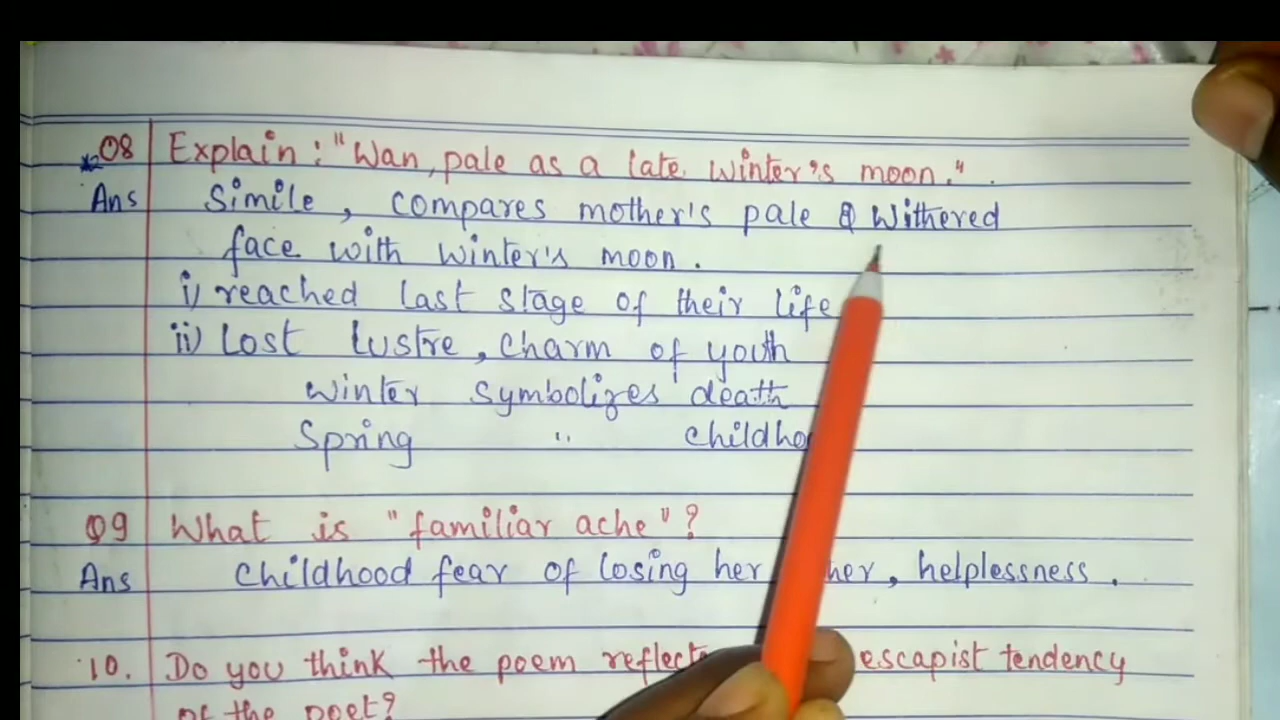 Q8 Explain : "Wan, pale as a late winter's moon." .
Ans Simile , compares mother's pale & withered
face with winter's moon .
i) reached last stage of their life
ii) Lost lustre , charm of youth
winter symbolizes death
Spring "
Q9 What is "familiar ache" ?
Ans Childhood fear of losing her , helplessness .
10. Do you think the poem escapist tendency
of the poet?